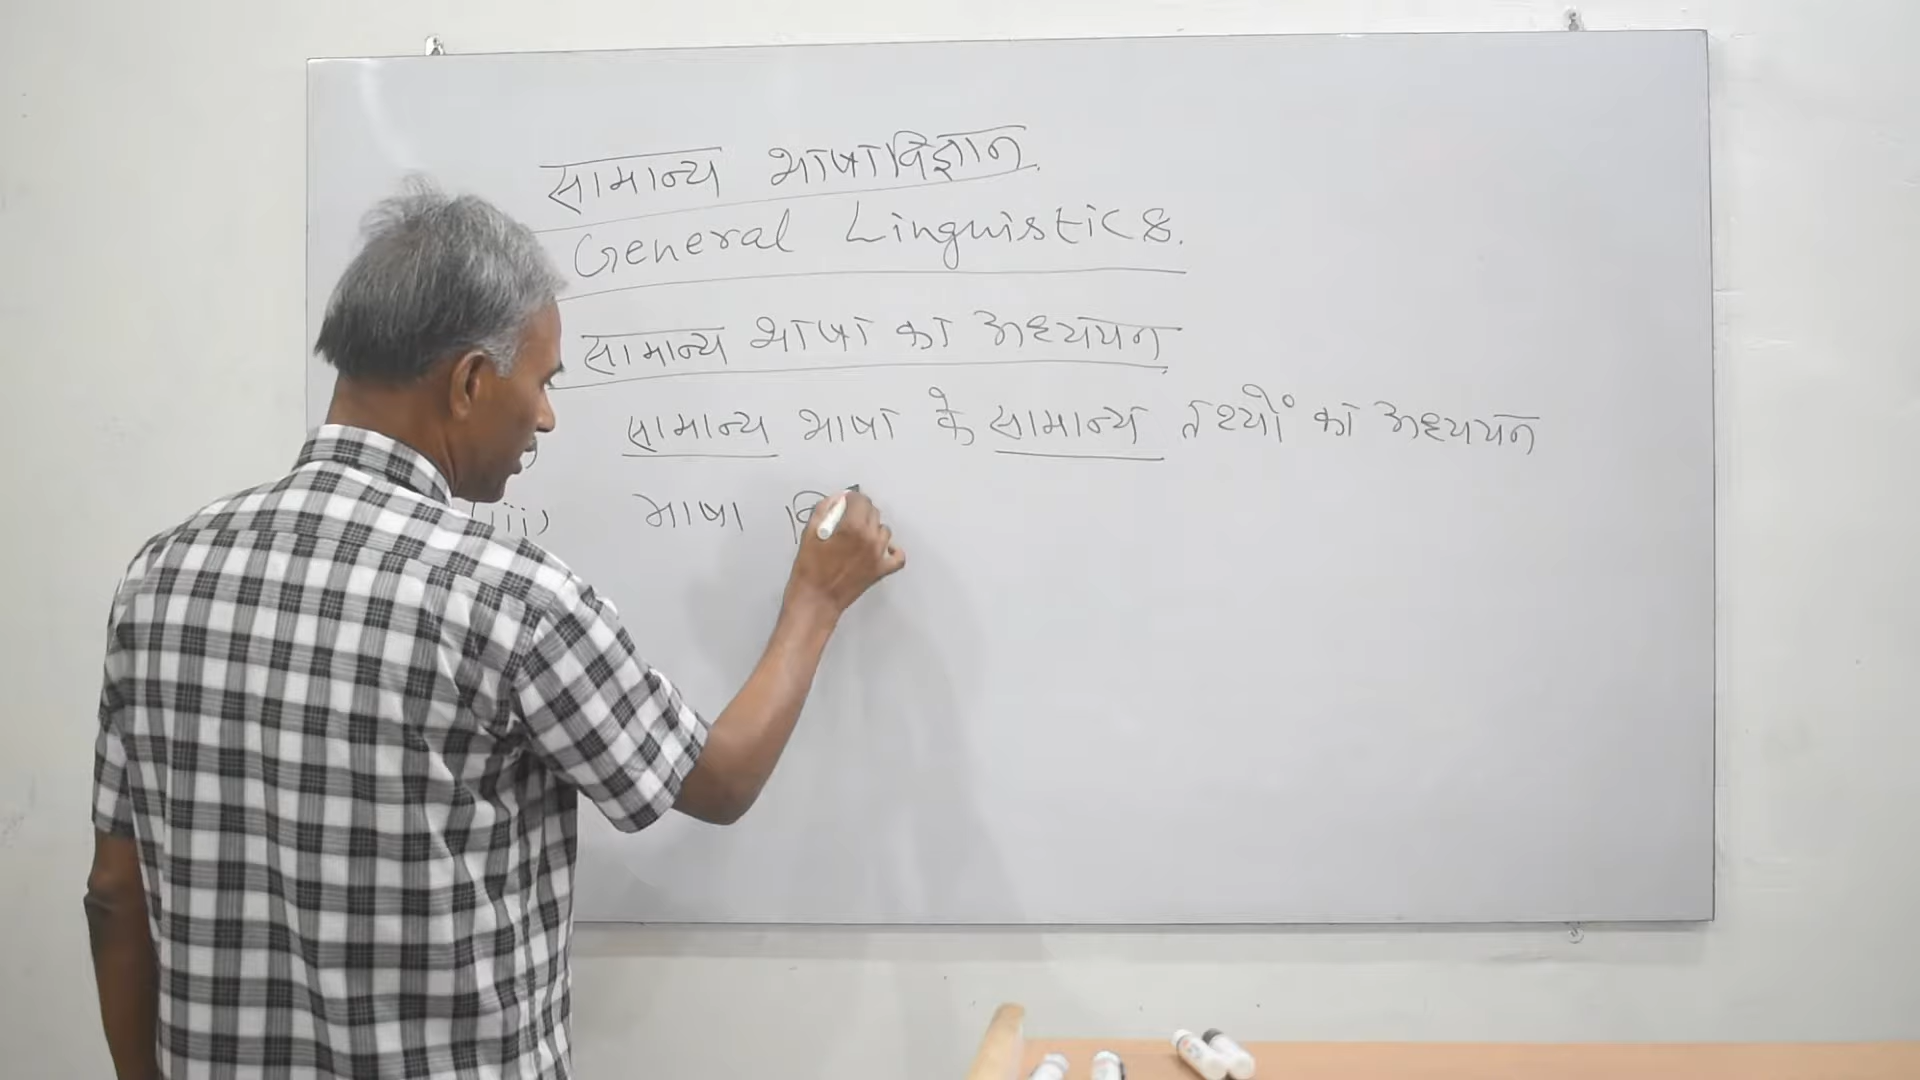 सामान्य भाषाविज्ञान.
General Linguistics.
सामान्य भाषा का अध्ययन
सामान्य भाषा के सामान्य तथ्यों का अध्ययन
iii) भाषा वि